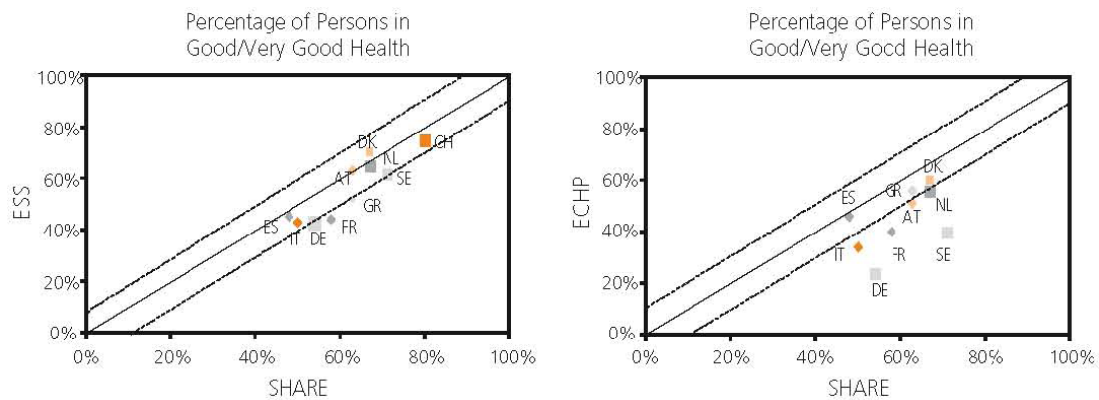 Percentage of Persons in
Good/Very Good Health
100%
80%
60%
40%
20%
0%
ESS
DK
CH
NL
AT
SE
GR
ES
FR
IT
DE
0%
20%
40%
60%
80%
100%
SHARE
Percentage of Persons in
Good/Very Gocd Health
100%
80%
60%
40%
20%
0%
ECHP
DK
ES
GR
NL
AT
IT
FR
SE
DE
0%
20%
40%
60%
80%
100%
SHARE